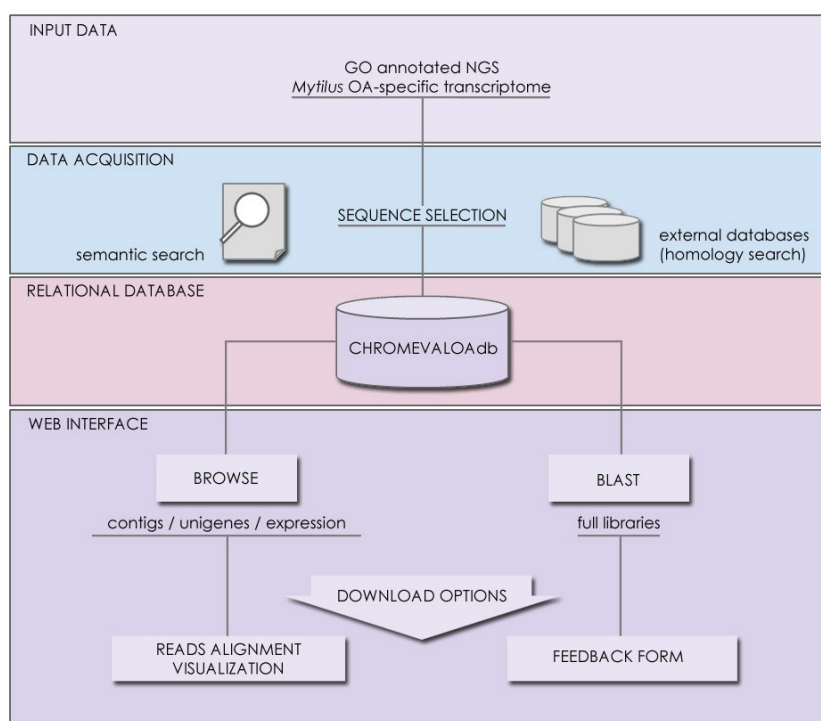 INPUT DATA
GO annotated NGS
Mytilus OA-specific transcriptome
DATA ACQUISITION
semantic search
SEQUENCE SELECTION
external databases
(homology search)
RELATIONAL DATABASE
CHROMEVALOAdb
WEB INTERFACE
BROWSE
BLAST
contigs / unigenes / expression
full libraries
DOWNLOAD OPTIONS
READS ALIGNMENT
VISUALIZATION
FEEDBACK FORM